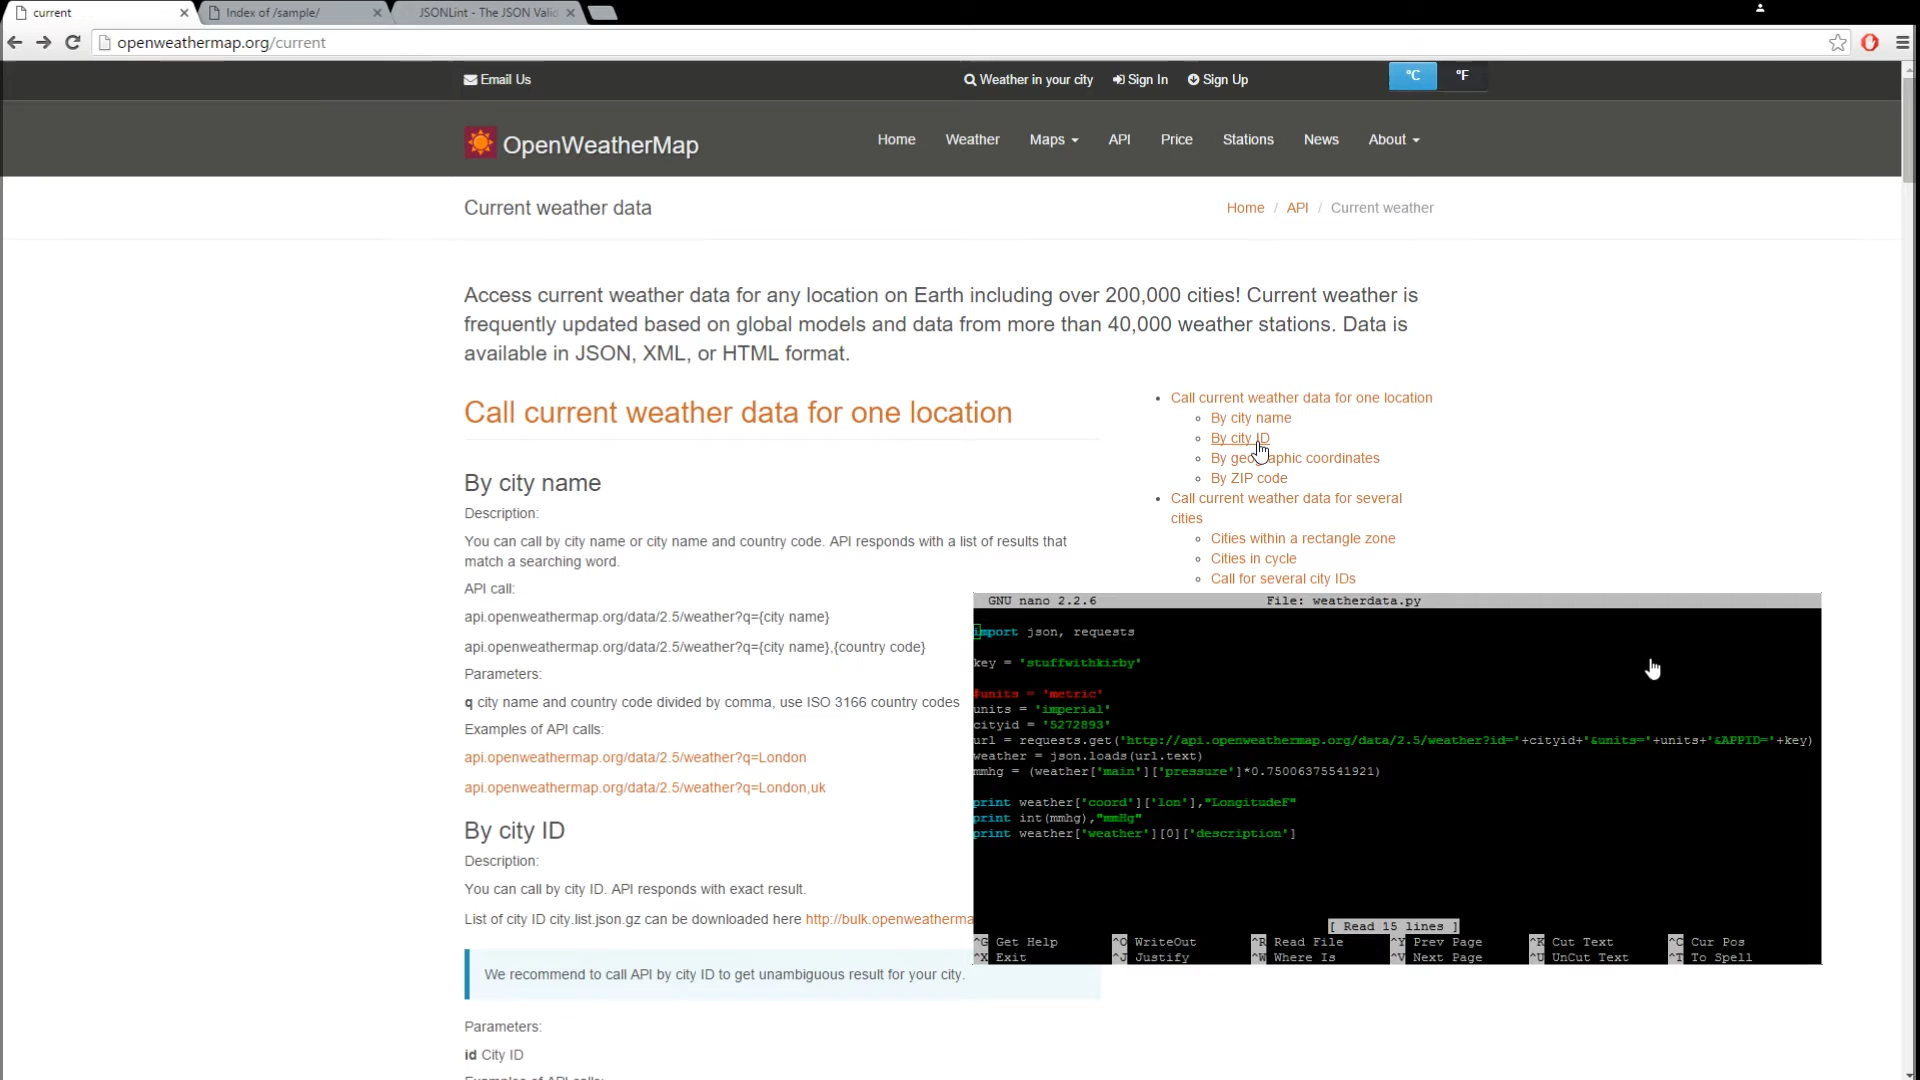 current
Index of /sample/
JSONLint - The JSON Valid
openweathermap.org/current
Email Us
Weather in your city
Sign In
Sign Up
°C
°F
OpenWeatherMap
Home
Weather
Maps
API
Price
Stations
News
About
Current weather data
Home / API / Current weather
Access current weather data for any location on Earth including over 200,000 cities! Current weather is
frequently updated based on global models and data from more than 40,000 weather stations. Data is
available in JSON, XML, or HTML format.
Call current weather data for one location
By city name
Description:
You can call by city name or city name and country code. API responds with a list of results that
match a searching word.
API call:
api.openweathermap.org/data/2.5/weather?q={city name}
api.openweathermap.org/data/2.5/weather?q={city name},{country code}
Parameters:
q city name and country code divided by comma, use ISO 3166 country codes
Examples of API calls:
api.openweathermap.org/data/2.5/weather?q=London
api.openweathermap.org/data/2.5/weather?q=London,uk
By city ID
Description:
You can call by city ID. API responds with exact result.
List of city ID city.list.json.gz can be downloaded here http://bulk.openweatherma
We recommend to call API by city ID to get unambiguous result for your city.
Parameters:
id City ID
Examples of API calls:
Call current weather data for one location
By city name
By city ID
By geographic coordinates
By ZIP code
Call current weather data for several
cities
Cities within a rectangle zone
Cities in cycle
Call for several city IDs
GNU nano 2.2.6 File: weatherdata.py
import json, requests
key = 'stuffwithkirby'
#units = 'metric'
units = 'imperial'
cityid = '5272893'
url = requests.get('http://api.openweathermap.org/data/2.5/weather?id='+cityid+'&units='+units+'&APPID='+key)
weather = json.loads(url.text)
mmhg = (weather['main']['pressure']*0.75006375541921)
print weather['coord']['lon'],"LongitudeF"
print int(mmhg),"mmHg"
print weather['weather'][0]['description']
[ Read 15 lines ]
^G Get Help ^O WriteOut ^R Read File ^Y Prev Page ^K Cut Text ^C Cur Pos
^X Exit ^J Justify ^W Where Is ^V Next Page ^U UnCut Text ^T To Spell